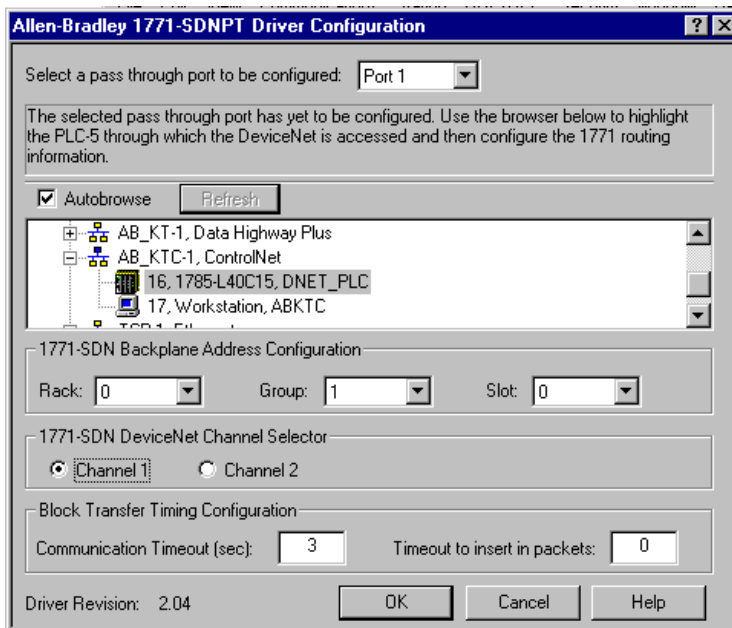 Allen-Bradley 1771-SDNPT Driver Configuration
Select a pass through port to be configured: Port 1
The selected pass through port has yet to be configured. Use the browser below to highlight
the PLC-5 through which the DeviceNet is accessed and then configure the 1771 routing
information.
Autobrowse Refresh
AB_KT-1, Data Highway Plus
AB_KTC-1, ControlNet
16, 1785-L40C15, DNET_PLC
17, Workstation, ABKTC
1771-SDN Backplane Address Configuration
Rack: 0 Group: 1 Slot: 0
1771-SDN DeviceNet Channel Selector
Channel 1 Channel 2
Block Transfer Timing Configuration
Communication Timeout (sec): 3 Timeout to insert in packets: 0
Driver Revision: 2.04 OK Cancel Help